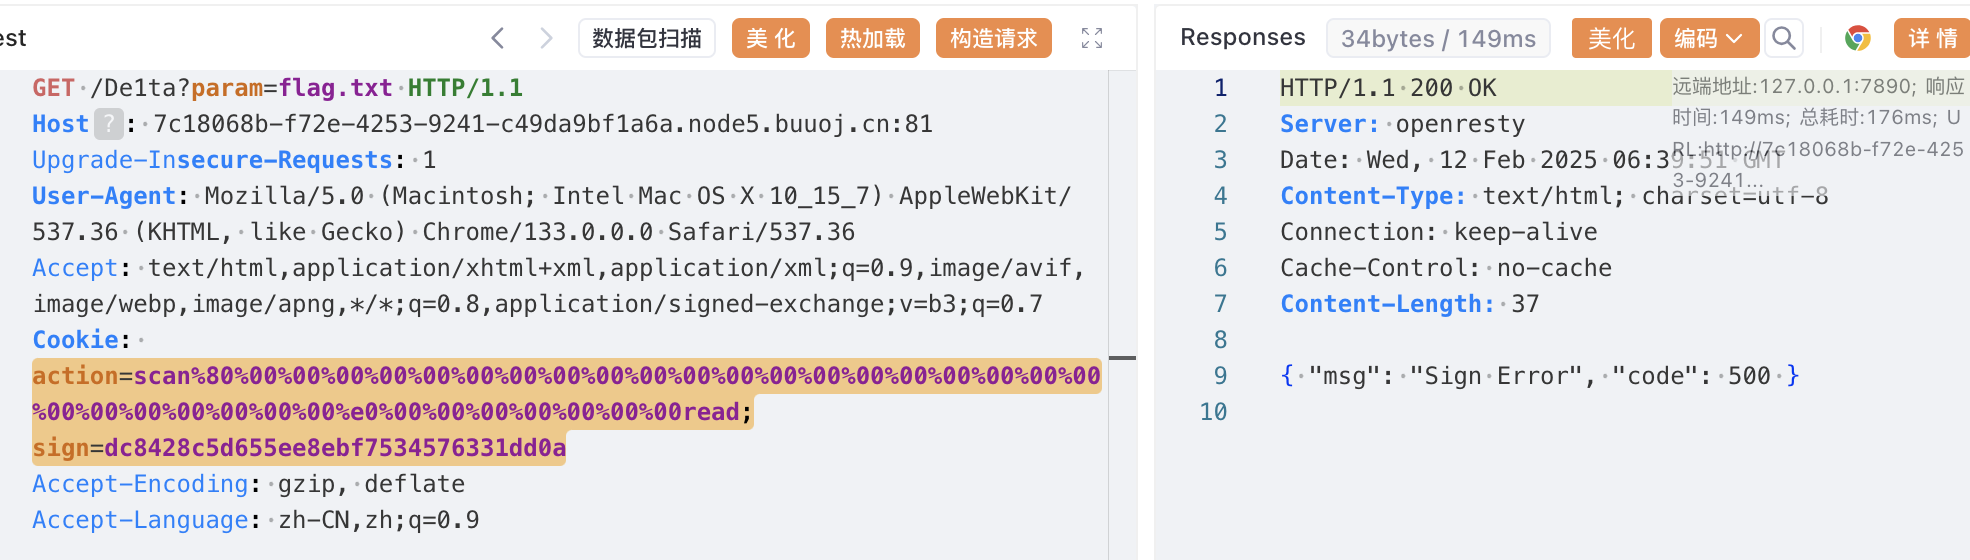 est
数据包扫描
美化
热加载
构造请求
GET /De1ta?param=flag.txt HTTP/1.1
Host ? : 7c18068b-f72e-4253-9241-c49da9bf1a6a.node5.buuoj.cn:81
Upgrade-Insecure-Requests: 1
User-Agent: Mozilla/5.0 (Macintosh; Intel Mac OS X 10_15_7) AppleWebKit/
537.36 (KHTML, like Gecko) Chrome/133.0.0.0 Safari/537.36
Accept: text/html,application/xhtml+xml,application/xml;q=0.9,image/avif,
image/webp,image/apng,*/*;q=0.8,application/signed-exchange;v=b3;q=0.7
Cookie:
action=scan%80%00%00%00%00%00%00%00%00%00%00%00%00%00%00%00%00%00%00%00%00
%00%00%00%00%00%00%00%e0%00%00%00%00%00%00%00read;
sign=dc8428c5d655ee8ebf7534576331dd0a
Accept-Encoding: gzip, deflate
Accept-Language: zh-CN,zh;q=0.9
Responses
34bytes / 149ms
美化
编码
详情
1 HTTP/1.1 200 OK
2 Server: openresty
3 Date: Wed, 12 Feb 2025 06:39:51 GMT
4 Content-Type: text/html; charset=utf-8
5 Connection: keep-alive
6 Cache-Control: no-cache
7 Content-Length: 37
8
9 { "msg": "Sign Error", "code": 500 }
10
远端地址:127.0.0.1:7890; 响应
时间:149ms; 总耗时:176ms; U
RL:http://7c18068b-f72e-425
3-9241...